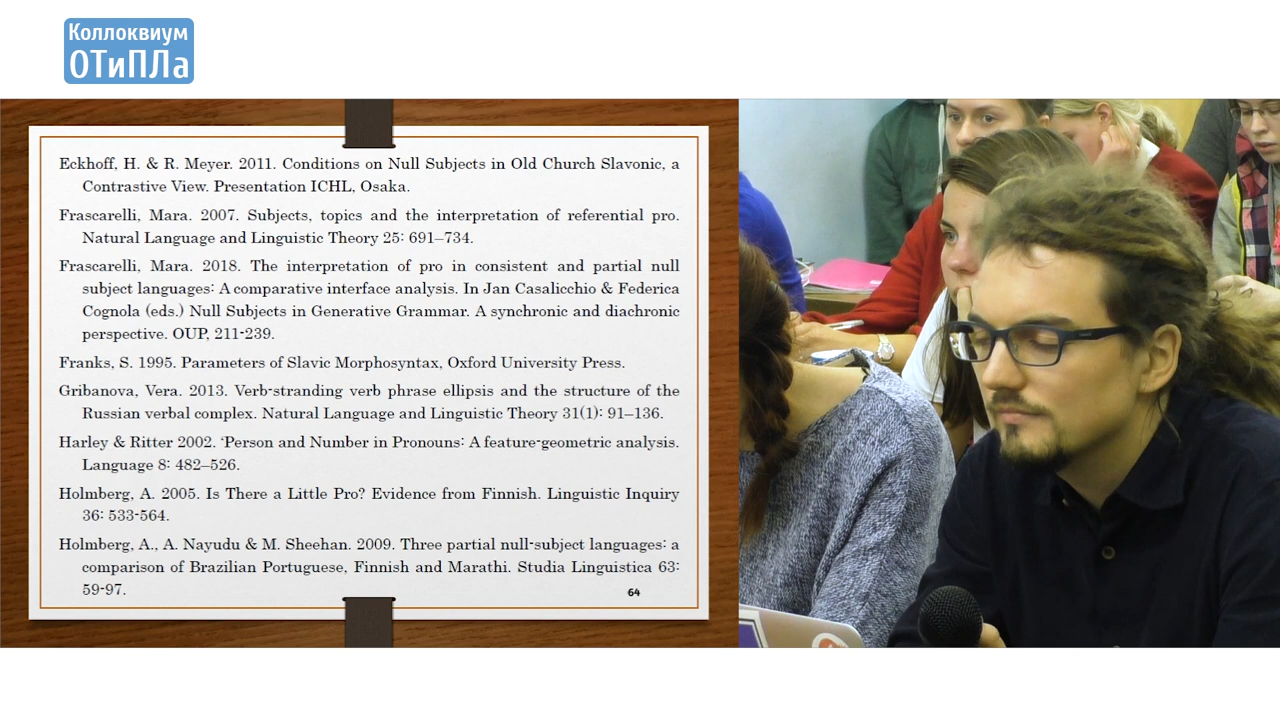 Коллоквиум
ОТиПЛа
Eckhoff, H. & R. Meyer. 2011. Conditions on Null Subjects in Old Church Slavonic, a
Contrastive View. Presentation ICHL, Osaka.
Frascarelli, Mara. 2007. Subjects, topics and the interpretation of referential pro.
Natural Language and Linguistic Theory 25: 691–734.
Frascarelli, Mara. 2018. The interpretation of pro in consistent and partial null
subject languages: A comparative interface analysis. In Jan Casalicchio & Federica
Cognola (eds.) Null Subjects in Generative Grammar. A synchronic and diachronic
perspective. OUP, 211-239.
Franks, S. 1995. Parameters of Slavic Morphosyntax, Oxford University Press.
Gribanova, Vera. 2013. Verb-stranding verb phrase ellipsis and the structure of the
Russian verbal complex. Natural Language and Linguistic Theory 31(1): 91–136.
Harley & Ritter 2002. ‘Person and Number in Pronouns: A feature-geometric analysis.
Language 8: 482–526.
Holmberg, A. 2005. Is There a Little Pro? Evidence from Finnish. Linguistic Inquiry
36: 533-564.
Holmberg, A., A. Nayudu & M. Sheehan. 2009. Three partial null-subject languages: a
comparison of Brazilian Portuguese, Finnish and Marathi. Studia Linguistica 63:
59-97.
64